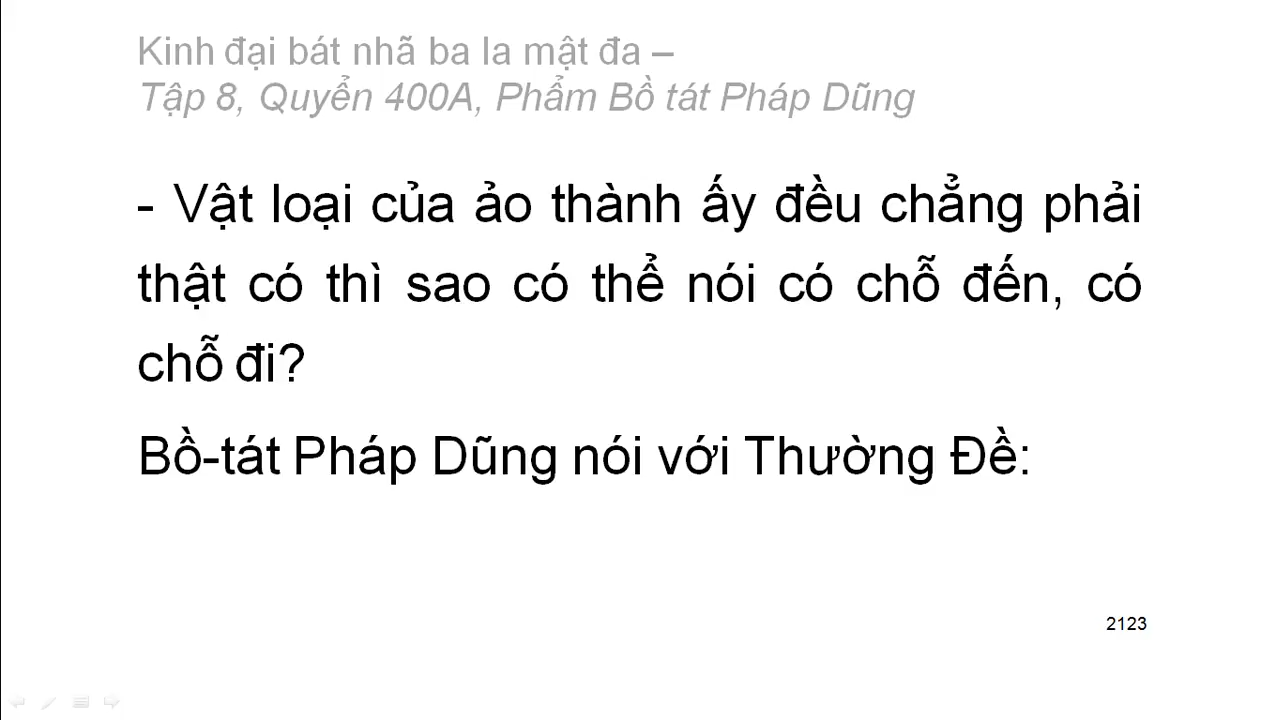 Kinh đại bát nhã ba la mật đa –
Tập 8, Quyển 400A, Phẩm Bồ tát Pháp Dũng
- Vật loại của ảo thành ấy đều chẳng phải
thật có thì sao có thể nói có chỗ đến, có
chỗ đi?
Bồ-tát Pháp Dũng nói với Thường Đề:
2123